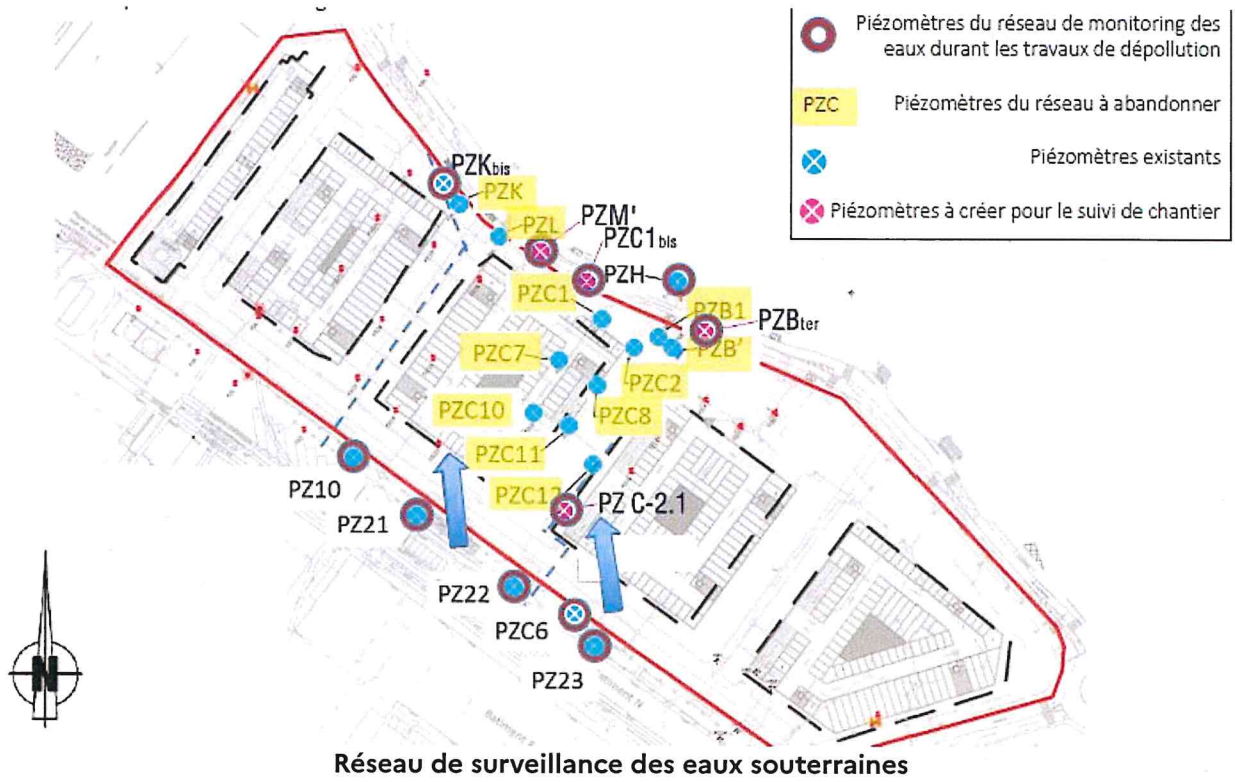 Piézomètres du réseau de monitoring des
eaux durant les travaux de dépollution
PZC Piézomètres du réseau à abandonner
Piézomètres existants
Piézomètres à créer pour le suivi de chantier
PZKbis
PZK
PZL
PZM'
PZC1bis
PZH
PZC1
PZB1
PZBter
PZB'
PZC7
PZC2
PZC10
PZC8
PZC11
PZC12
PZ C-2.1
PZ10
PZ21
PZ22
PZC6
PZ23
N
Réseau de surveillance des eaux souterraines